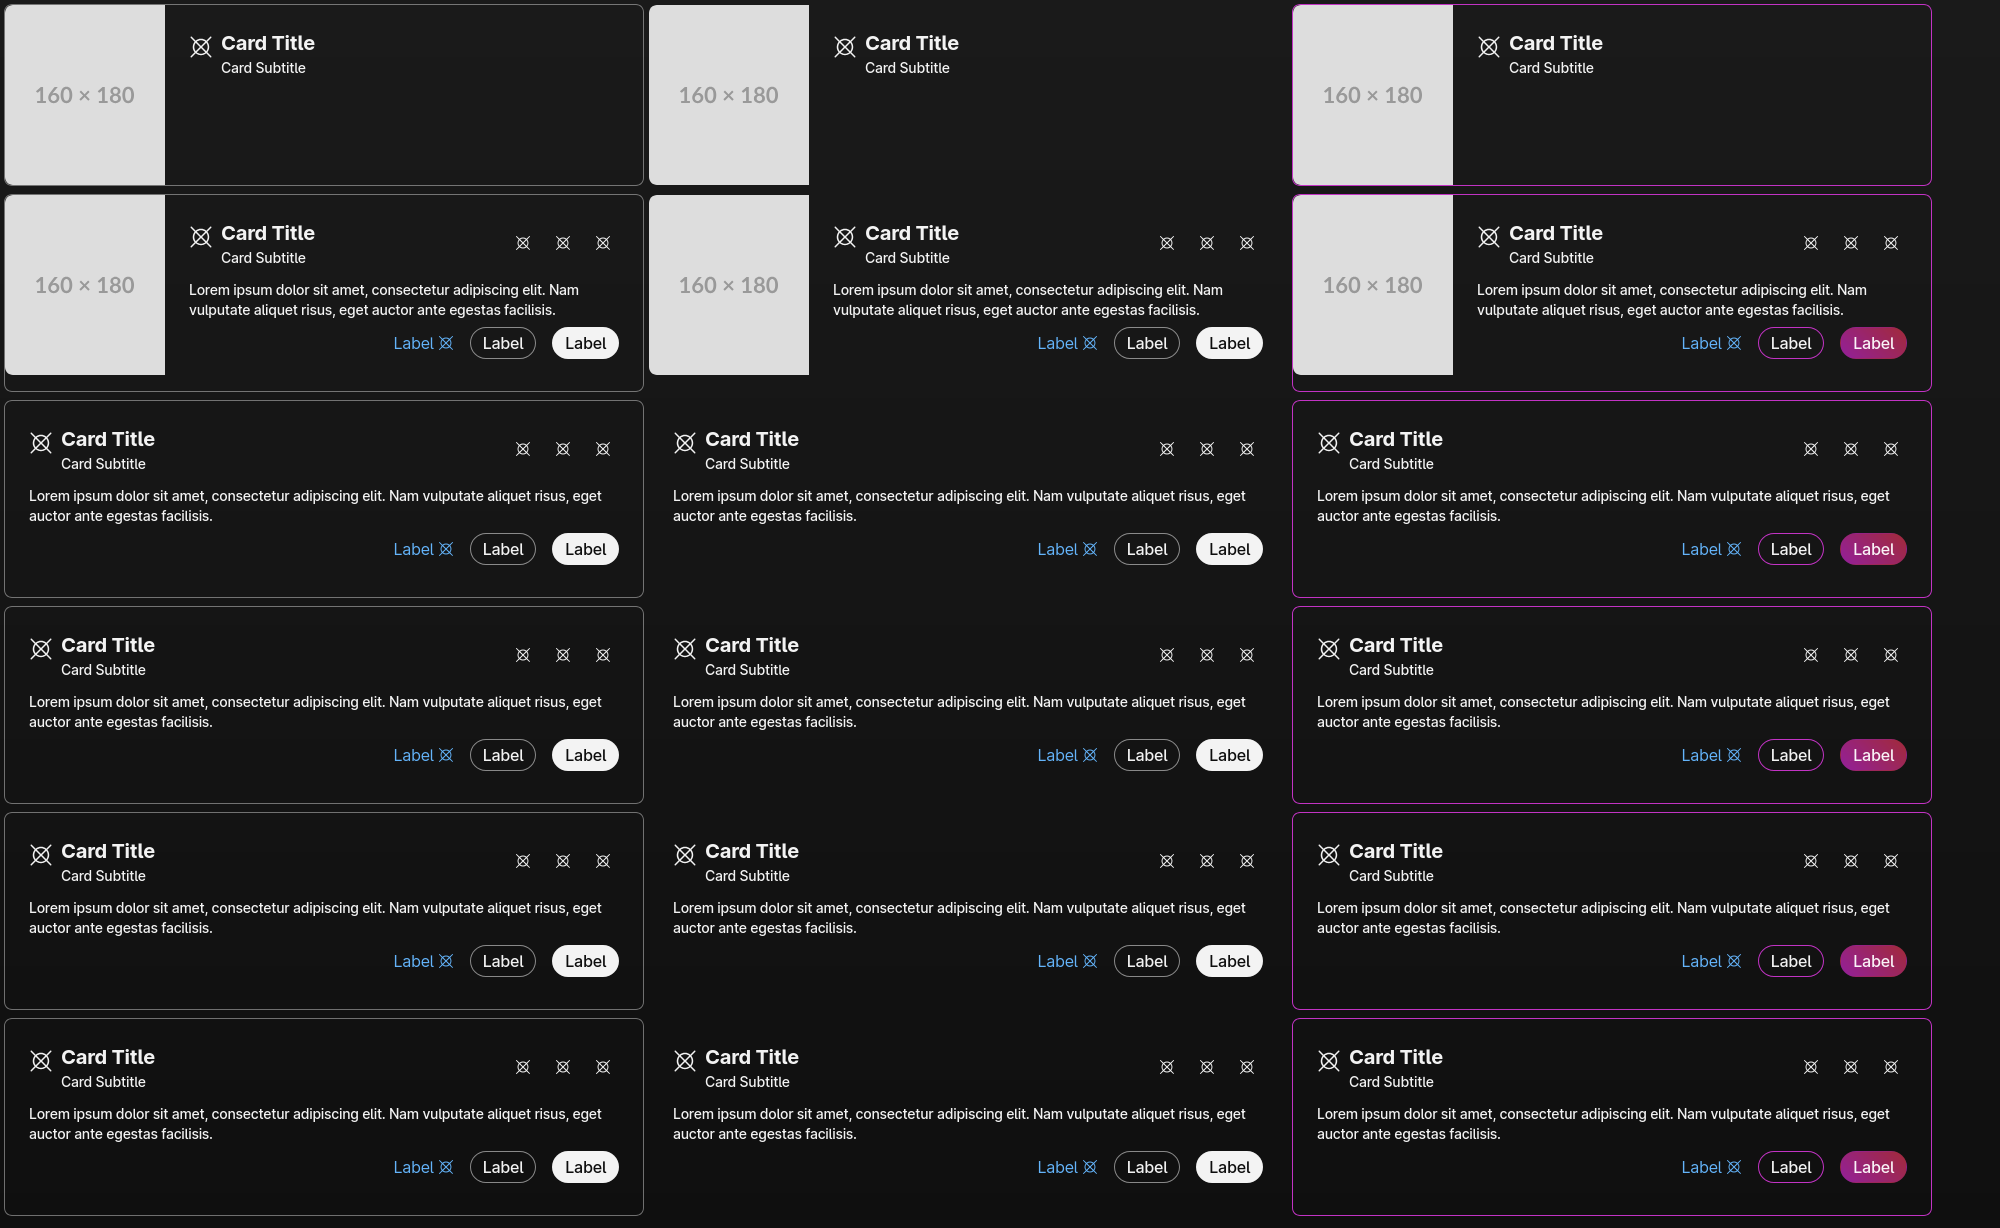 160 × 180
Card Title
Card Subtitle
160 × 180
Card Title
Card Subtitle
160 × 180
Card Title
Card Subtitle
160 × 180
Card Title
Card Subtitle
Lorem ipsum dolor sit amet, consectetur adipiscing elit. Nam
vulputate aliquet risus, eget auctor ante egestas facilisis.
Label Label Label
160 × 180
Card Title
Card Subtitle
Lorem ipsum dolor sit amet, consectetur adipiscing elit. Nam
vulputate aliquet risus, eget auctor ante egestas facilisis.
Label Label Label
160 × 180
Card Title
Card Subtitle
Lorem ipsum dolor sit amet, consectetur adipiscing elit. Nam
vulputate aliquet risus, eget auctor ante egestas facilisis.
Label Label Label
Card Title
Card Subtitle
Lorem ipsum dolor sit amet, consectetur adipiscing elit. Nam vulputate aliquet risus, eget
auctor ante egestas facilisis.
Label Label Label
Card Title
Card Subtitle
Lorem ipsum dolor sit amet, consectetur adipiscing elit. Nam vulputate aliquet risus, eget
auctor ante egestas facilisis.
Label Label Label
Card Title
Card Subtitle
Lorem ipsum dolor sit amet, consectetur adipiscing elit. Nam vulputate aliquet risus, eget
auctor ante egestas facilisis.
Label Label Label
Card Title
Card Subtitle
Lorem ipsum dolor sit amet, consectetur adipiscing elit. Nam vulputate aliquet risus, eget
auctor ante egestas facilisis.
Label Label Label
Card Title
Card Subtitle
Lorem ipsum dolor sit amet, consectetur adipiscing elit. Nam vulputate aliquet risus, eget
auctor ante egestas facilisis.
Label Label Label
Card Title
Card Subtitle
Lorem ipsum dolor sit amet, consectetur adipiscing elit. Nam vulputate aliquet risus, eget
auctor ante egestas facilisis.
Label Label Label
Card Title
Card Subtitle
Lorem ipsum dolor sit amet, consectetur adipiscing elit. Nam vulputate aliquet risus, eget
auctor ante egestas facilisis.
Label Label Label
Card Title
Card Subtitle
Lorem ipsum dolor sit amet, consectetur adipiscing elit. Nam vulputate aliquet risus, eget
auctor ante egestas facilisis.
Label Label Label
Card Title
Card Subtitle
Lorem ipsum dolor sit amet, consectetur adipiscing elit. Nam vulputate aliquet risus, eget
auctor ante egestas facilisis.
Label Label Label
Card Title
Card Subtitle
Lorem ipsum dolor sit amet, consectetur adipiscing elit. Nam vulputate aliquet risus, eget
auctor ante egestas facilisis.
Label Label Label
Card Title
Card Subtitle
Lorem ipsum dolor sit amet, consectetur adipiscing elit. Nam vulputate aliquet risus, eget
auctor ante egestas facilisis.
Label Label Label
Card Title
Card Subtitle
Lorem ipsum dolor sit amet, consectetur adipiscing elit. Nam vulputate aliquet risus, eget
auctor ante egestas facilisis.
Label Label Label